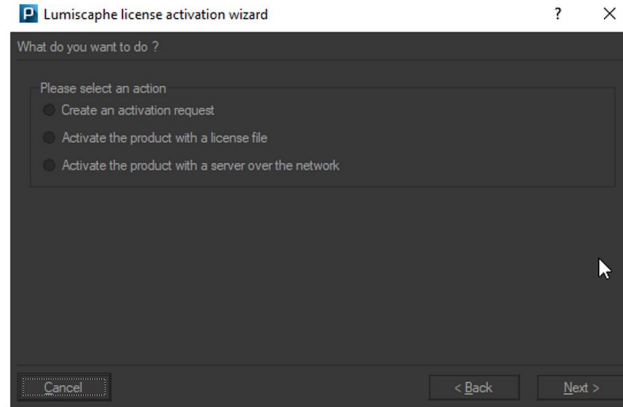 Lumiscaphe license activation wizard ?
What do you want to do ?
Please select an action
Create an activation request
Activate the product with a license file
Activate the product with a server over the network
Cancel < Back Next >